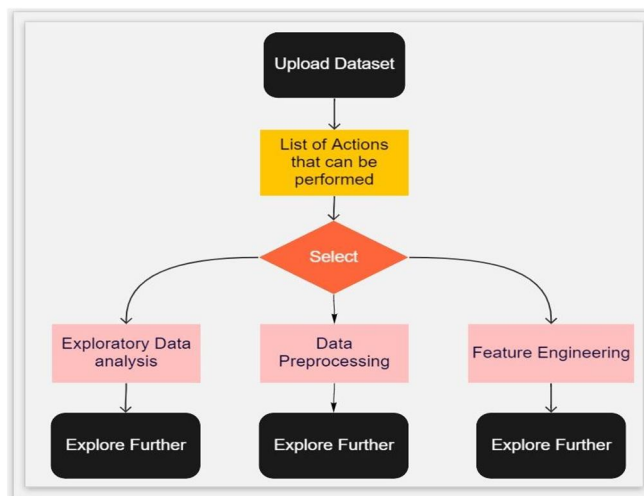 Upload Dataset
List of Actions
that can be
performed
Select
Exploratory Data
analysis
Data
Preprocessing
Feature Engineering
Explore Further
Explore Further
Explore Further